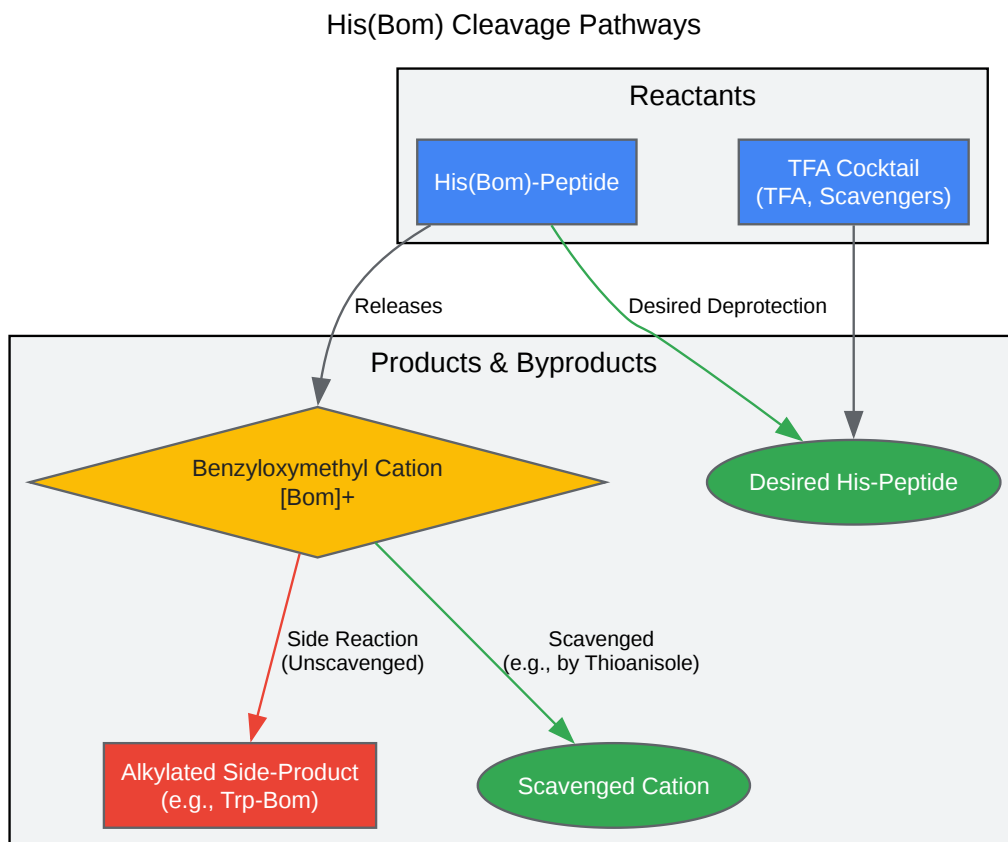 His(Bom) Cleavage Pathways
Reactants
His(Bom)-Peptide
TFA Cocktail
(TFA, Scavengers)
Releases
Desired Deprotection
Products & Byproducts
Benzyloxymethyl Cation
[Bom]+
Desired His-Peptide
Side Reaction
(Unscavenged)
Scavenged
(e.g., by Thioanisole)
Alkylated Side-Product
(e.g., Trp-Bom)
Scavenged Cation